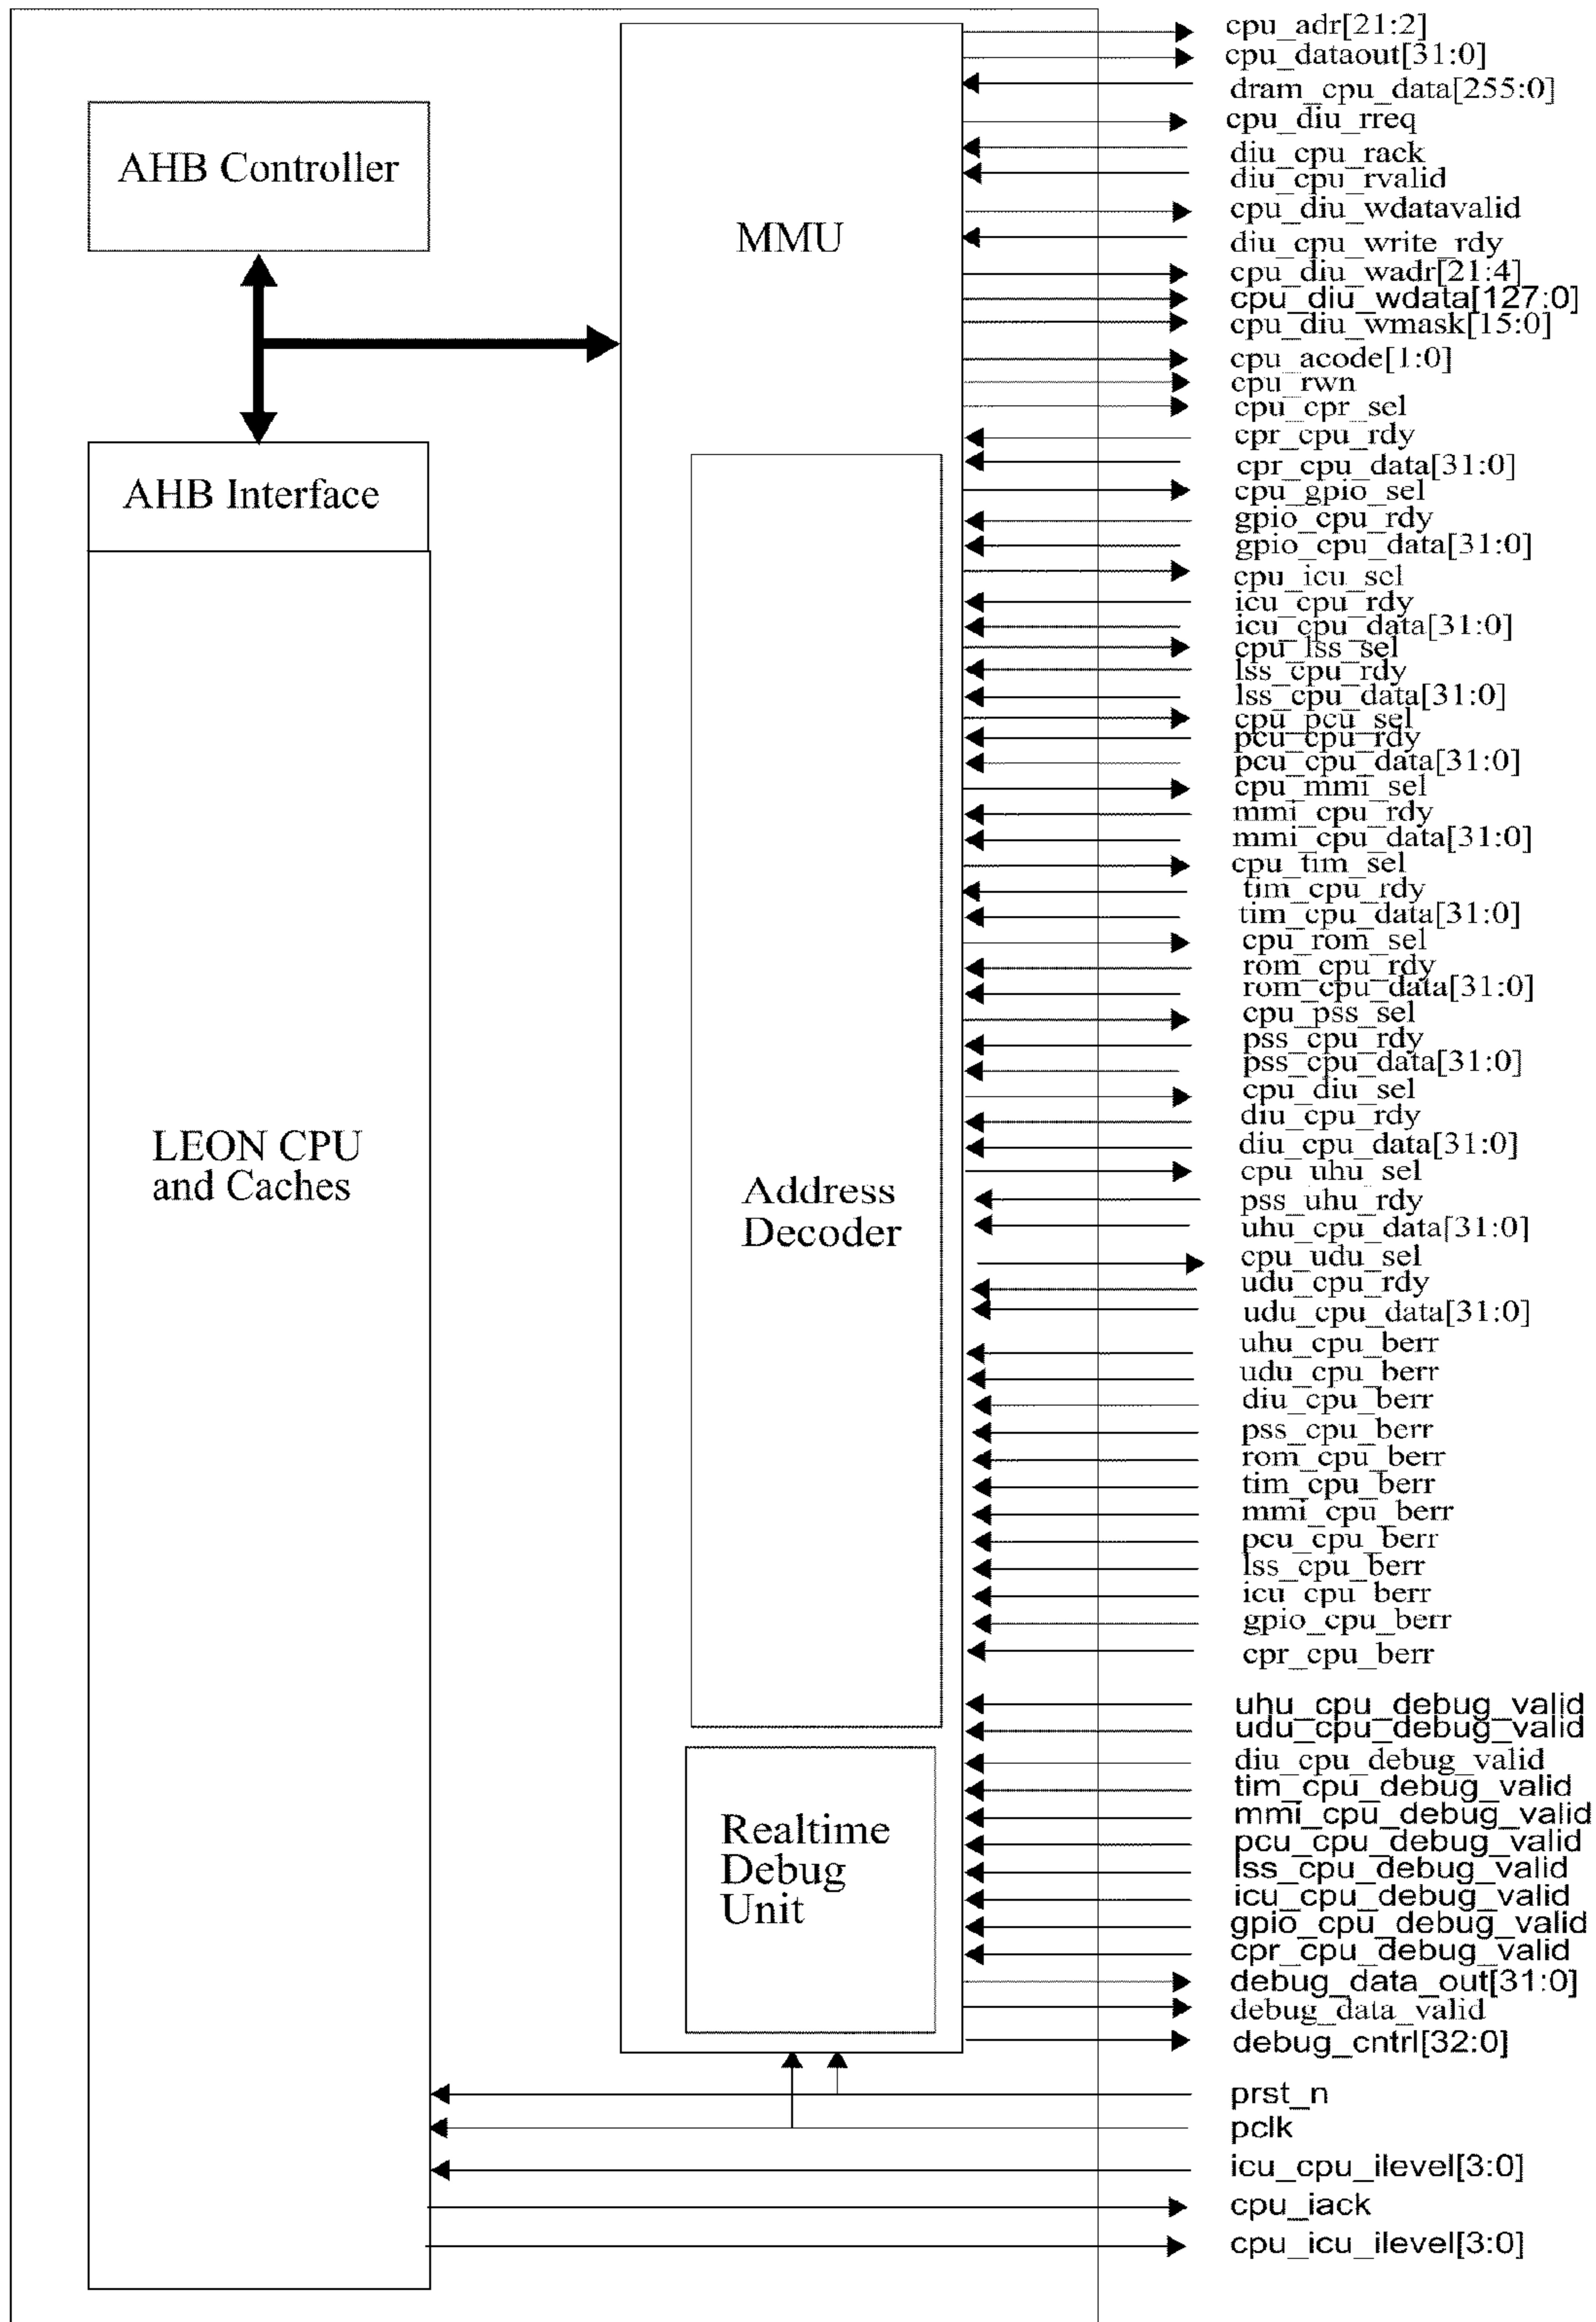 AHB Controller
AHB Interface
LEON CPU
and Caches
MMU
Address
Decoder
Realtime
Debug
Unit
cpu_adr[21:2]
cpu_dataout[31:0]
dram_cpu_data[255:0]
cpu_diu_rreq
diu_cpu_rack
diu_cpu_rvalid
cpu_diu_wdatavalid
diu_cpu_write_rdy
cpu_diu_wadr[21:4]
cpu_diu_wdata[127:0]
cpu_diu_wmask[15:0]
cpu_acode[1:0]
cpu_rwn
cpu_cpr_sel
cpr_cpu_rdy
cpr_cpu_data[31:0]
cpu_gpio_sel
gpio_cpu_rdy
gpio_cpu_data[31:0]
cpu_icu_sel
icu_cpu_rdy
icu_cpu_data[31:0]
cpu_lss_sel
lss_cpu_rdy
lss_cpu_data[31:0]
cpu_pcu_sel
pcu_cpu_rdy
pcu_cpu_data[31:0]
cpu_mmi_sel
mmi_cpu_rdy
mmi_cpu_data[31:0]
cpu_tim_sel
tim_cpu_rdy
tim_cpu_data[31:0]
cpu_rom_sel
rom_cpu_rdy
rom_cpu_data[31:0]
cpu_pss_sel
pss_cpu_rdy
pss_cpu_data[31:0]
cpu_diu_sel
diu_cpu_rdy
diu_cpu_data[31:0]
cpu_uhu_sel
pss_uhu_rdy
uhu_cpu_data[31:0]
cpu_udu_sel
udu_cpu_rdy
udu_cpu_data[31:0]
uhu_cpu_berr
udu_cpu_berr
diu_cpu_berr
pss_cpu_berr
rom_cpu_berr
tim_cpu_berr
mmi_cpu_berr
pcu_cpu_berr
lss_cpu_berr
icu_cpu_berr
gpio_cpu_berr
cpr_cpu_berr
uhu_cpu_debug_valid
udu_cpu_debug_valid
diu_cpu_debug_valid
tim_cpu_debug_valid
mmi_cpu_debug_valid
pcu_cpu_debug_valid
lss_cpu_debug_valid
icu_cpu_debug_valid
gpio_cpu_debug_valid
cpr_cpu_debug_valid
debug_data_out[31:0]
debug_data_valid
debug_cntrl[32:0]
prst_n
pclk
icu_cpu_ilevel[3:0]
cpu_iack
cpu_icu_ilevel[3:0]